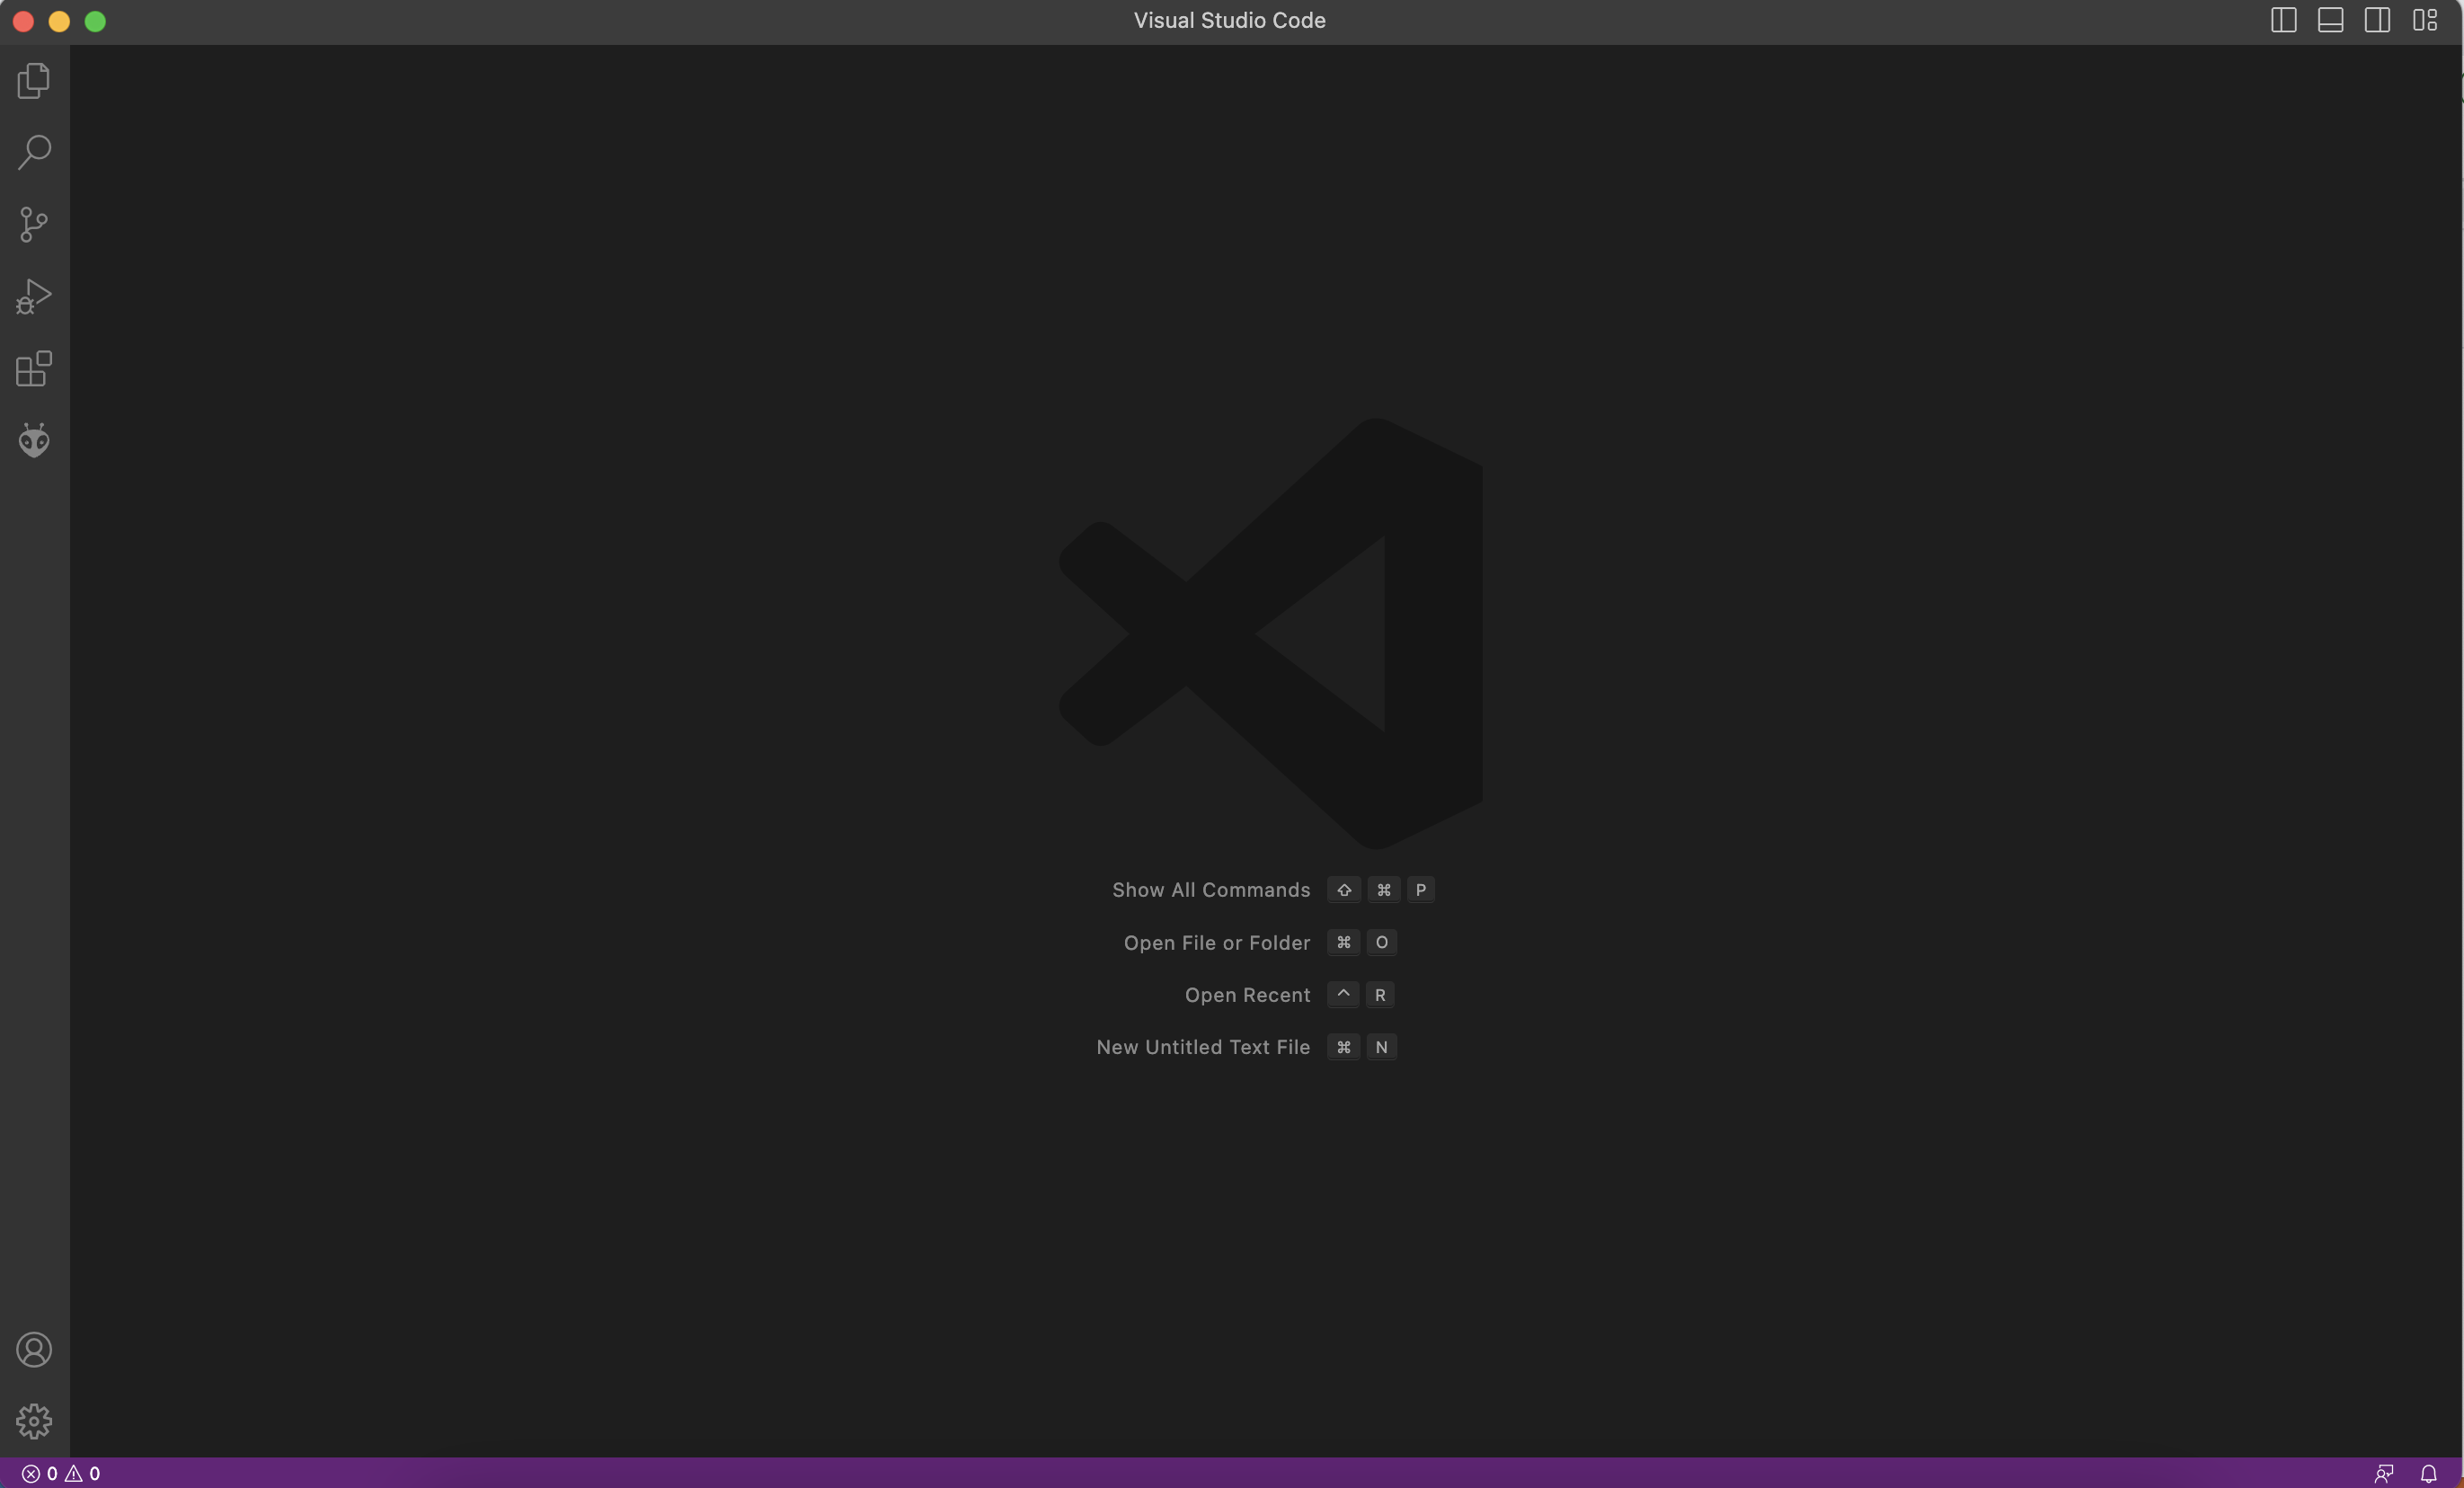 Visual Studio Code
Show All Commands ⇧ ⌘ P
Open File or Folder ⌘ O
Open Recent ^ R
New Untitled Text File ⌘ N
0 0